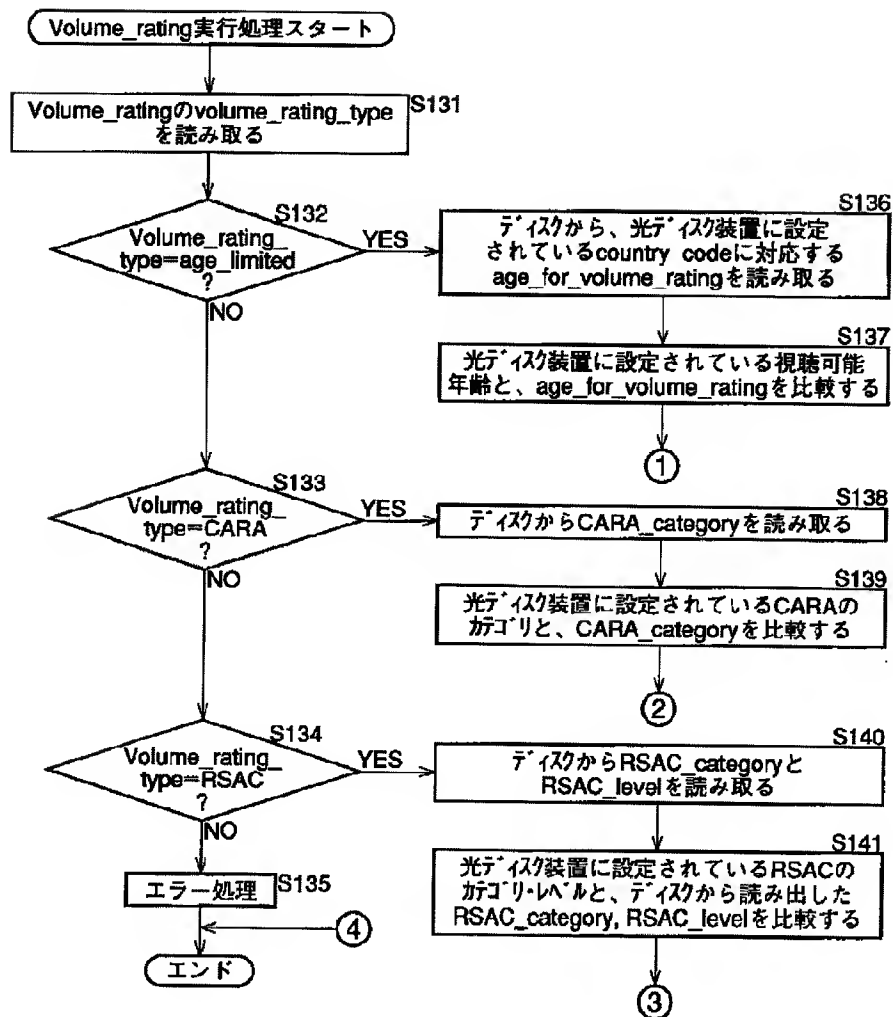 Volume_rating実行処理スタート
S131
Volume_ratingのvolume_rating_type
を読み取る
S132
Volume_rating_
type=age_limited
?
YES
NO
S136
ディスクから、光ディスク装置に設定
されているcountry codeに対応する
age_for_volume_ratingを読み取る
S137
光ディスク装置に設定されている視聴可能
年齢と、age_for_volume_ratingを比較する
①
S133
Volume_rating_
type=CARA
?
YES
NO
S138
ディスクからCARA_categoryを読み取る
S139
光ディスク装置に設定されているCARAの
カテゴリと、CARA_categoryを比較する
②
S134
Volume_rating_
type=RSAC
?
YES
NO
S140
ディスクからRSAC_categoryと
RSAC_levelを読み取る
S141
光ディスク装置に設定されているRSACの
カテゴリ・レベルと、ディスクから読み出した
RSAC_category, RSAC_levelを比較する
③
エラー処理
S135
④
エンド